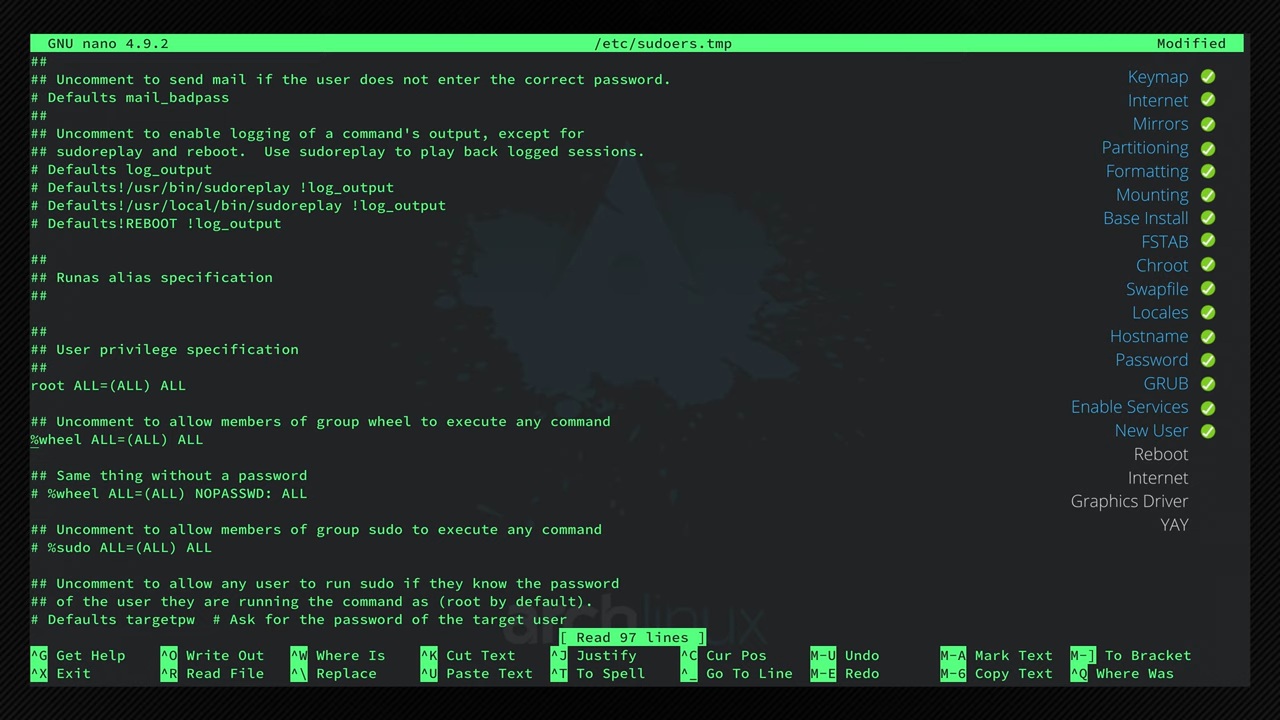 GNU nano 4.9.2 /etc/sudoers.tmp Modified
##
## Uncomment to send mail if the user does not enter the correct password.
# Defaults mail_badpass
##
## Uncomment to enable logging of a command's output, except for
## sudoreplay and reboot.  Use sudoreplay to play back logged sessions.
# Defaults log_output
# Defaults!/usr/bin/sudoreplay !log_output
# Defaults!/usr/local/bin/sudoreplay !log_output
# Defaults!REBOOT !log_output
##
## Runas alias specification
##
##
## User privilege specification
##
root ALL=(ALL) ALL
## Uncomment to allow members of group wheel to execute any command
%wheel ALL=(ALL) ALL
## Same thing without a password
# %wheel ALL=(ALL) NOPASSWD: ALL
## Uncomment to allow members of group sudo to execute any command
# %sudo ALL=(ALL) ALL
## Uncomment to allow any user to run sudo if they know the password
## of the user they are running the command as (root by default).
# Defaults targetpw  # Ask for the password of the target user
arch linux
[ Read 97 lines ]
^G Get Help ^O Write Out ^W Where Is ^K Cut Text ^J Justify ^C Cur Pos M-U Undo M-A Mark Text M-] To Bracket
^X Exit ^R Read File ^\ Replace ^U Paste Text ^T To Spell ^_ Go To Line M-E Redo M-6 Copy Text ^Q Where Was
Keymap
Internet
Mirrors
Partitioning
Formatting
Mounting
Base Install
FSTAB
Chroot
Swapfile
Locales
Hostname
Password
GRUB
Enable Services
New User
Reboot
Internet
Graphics Driver
YAY